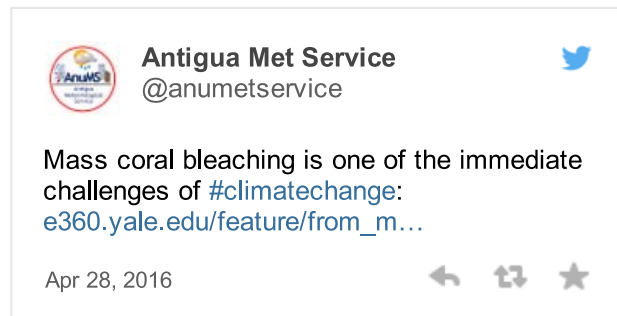 Antigua Met Service
@anumetservice
AnuMS
Mass coral bleaching is one of the immediate
challenges of #climatechange:
e360.yale.edu/feature/from_m…
Apr 28, 2016